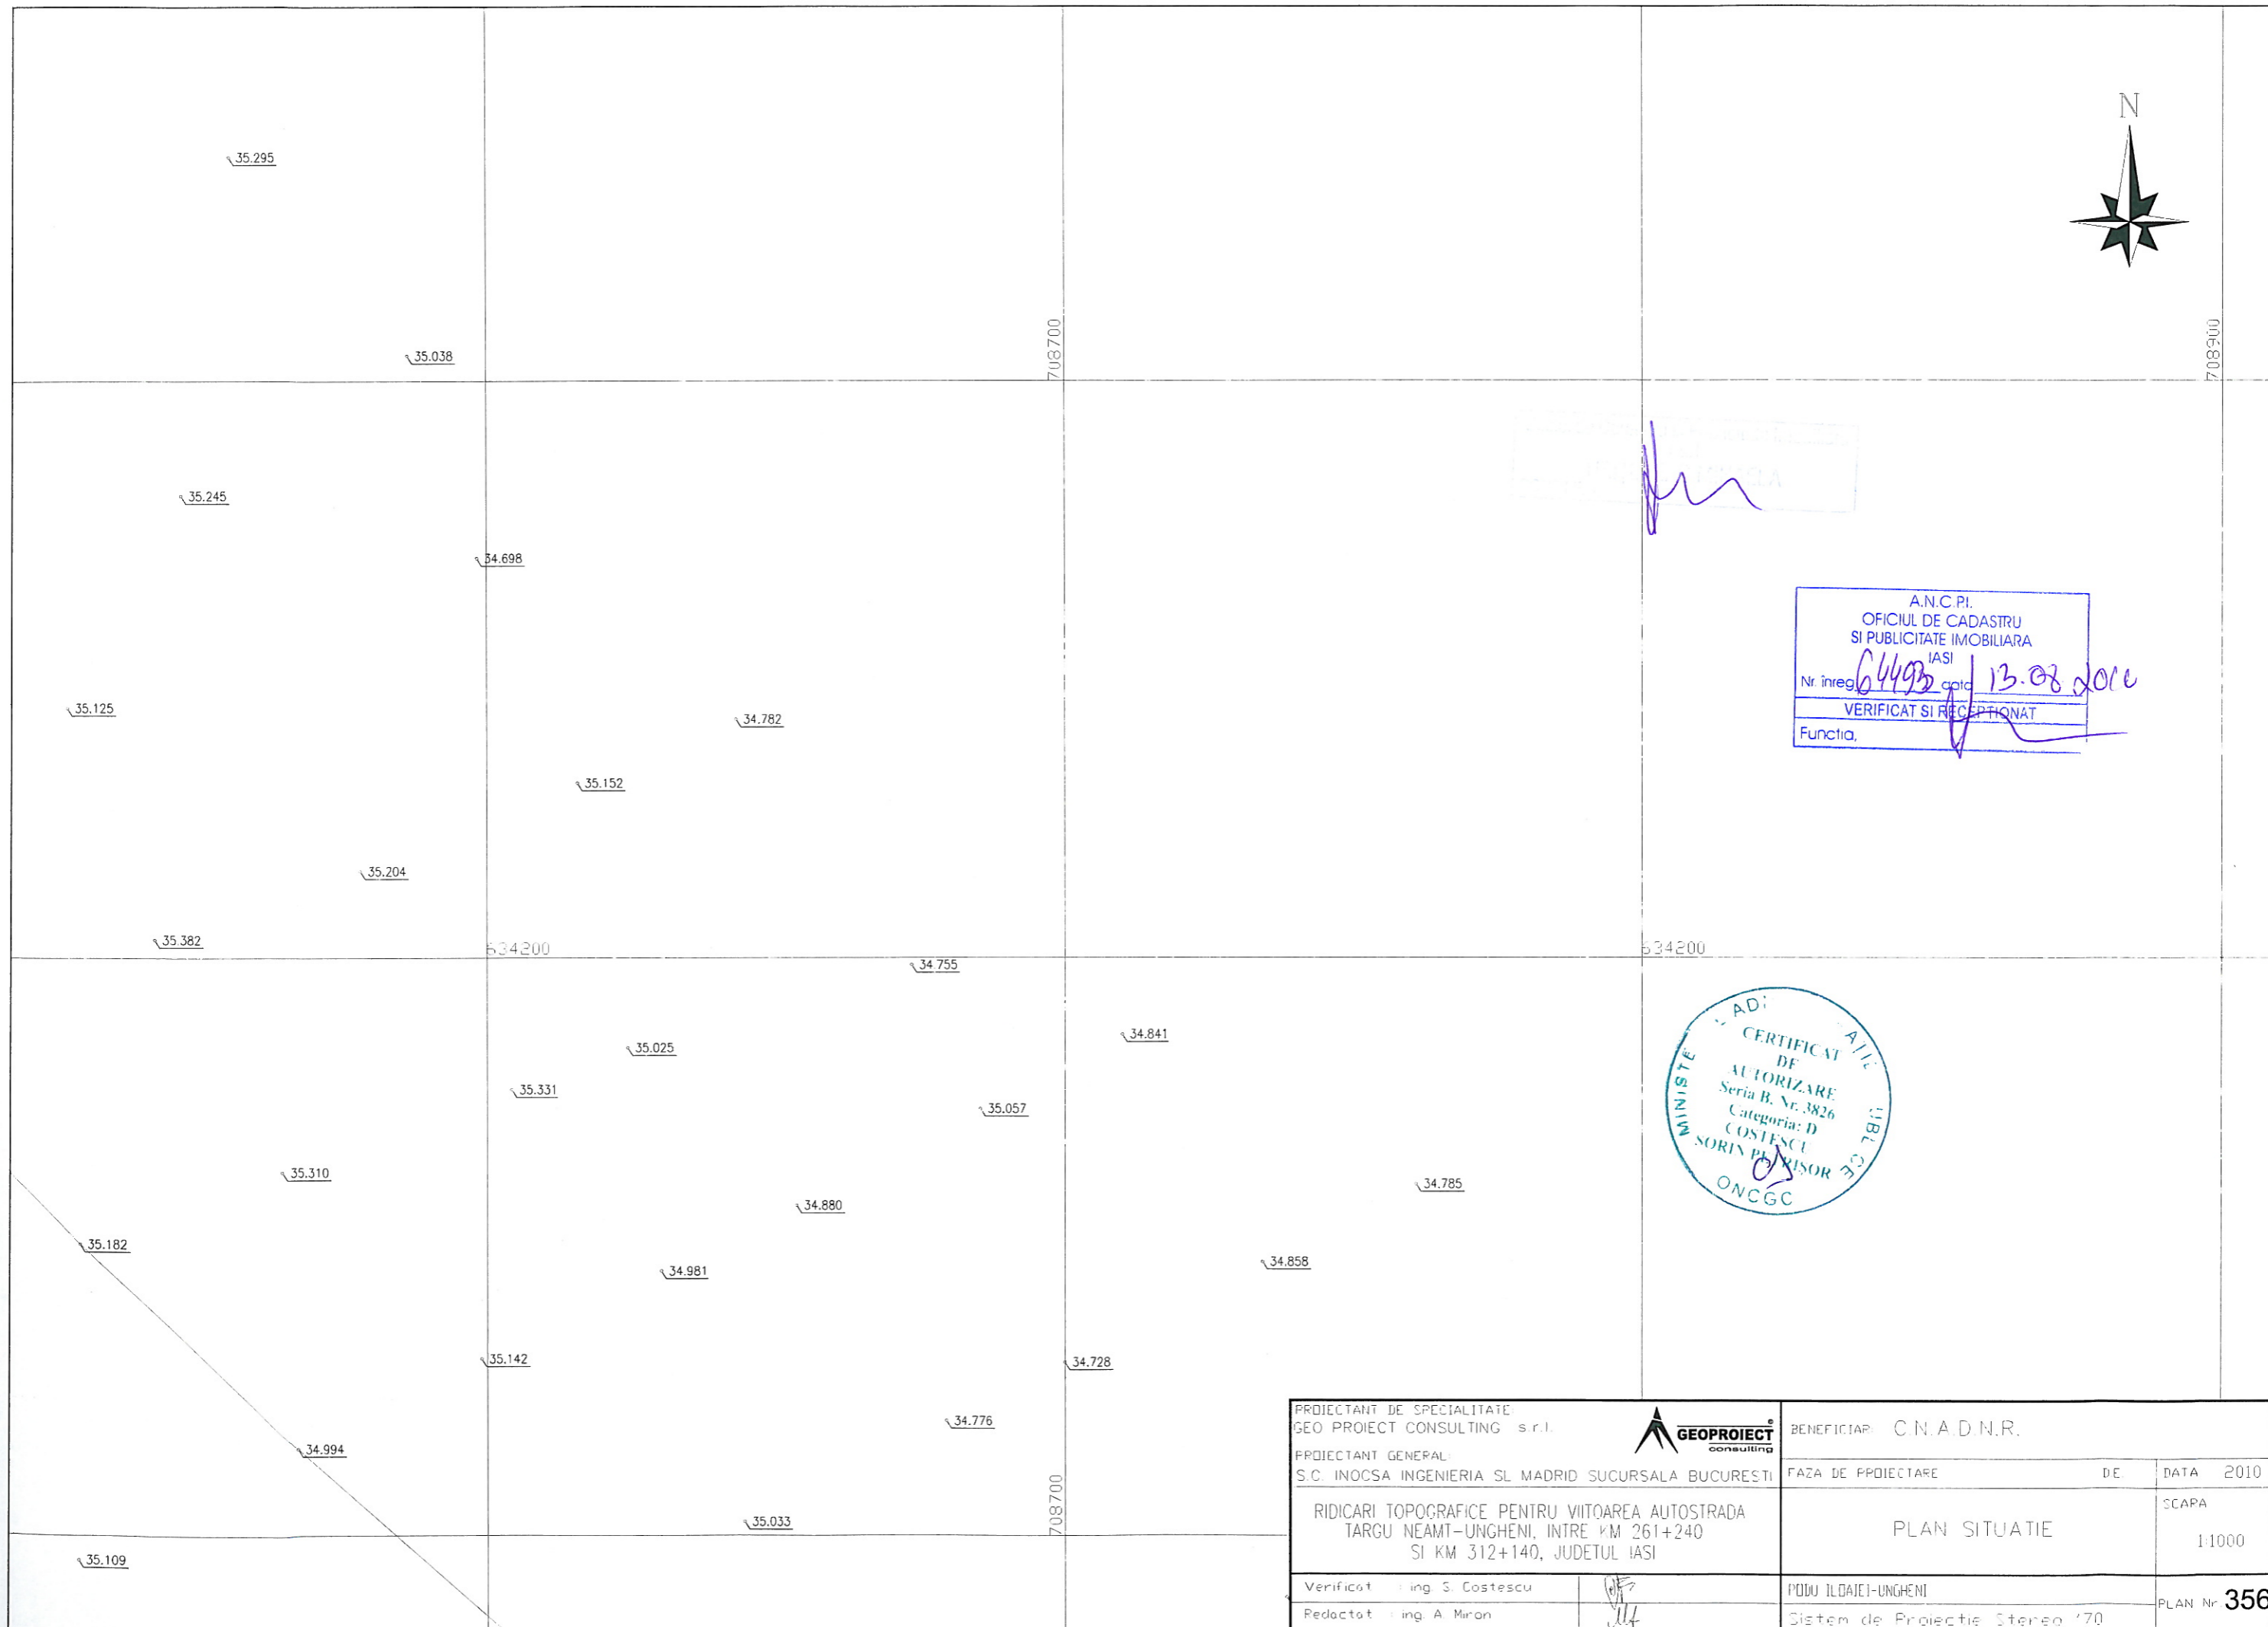 N
35.295
708700
708900
35.038
35.245
34.698
A.N.C.P.I.
OFICIUL DE CADASTRU
SI PUBLICITATE IMOBILIARA
IASI
Nr. înreg 64493 data 13.08
VERIFICAT SI RECEPTIONAT
Functia,
35.125
34.782
35.152
35.204
35.382
634200
634200
34.755
34.841
35.025
35.331
35.057
CERTIFICAT
DE
AUTORIZARE
Seria B. Nr. 3826
Categoria: D
COSTESCU
SORIN
ONCGC
35.310
34.785
34.880
35.182
34.981
34.858
35.142
34.728
34.776
34.994
708700
35.033
35.109
PROIECTANT DE SPECIALITATE:
GEO PROIECT CONSULTING s.r.l.
GEOPROIECT
consulting
PROIECTANT GENERAL:
S.C. INOCSA INGENIERIA SL MADRID SUCURSALA BUCURESTI
BENEFICIAR: C.N.A.D.N.R.
FAZA DE PROIECTARE D.E. DATA 2010
RIDICARI TOPOGRAFICE PENTRU VIITOAREA AUTOSTRADA
TARGU NEAMT-UNGHENI, INTRE KM 261+240
SI KM 312+140, JUDETUL IASI
PLAN SITUATIE
SCARA
1:1000
Verificat : ing. S. Costescu
Redactat : ing. A. Miron
PODU ILOAIEI-UNGHENI
Sistem de Proiectie Stereo '70
PLAN Nr. 356